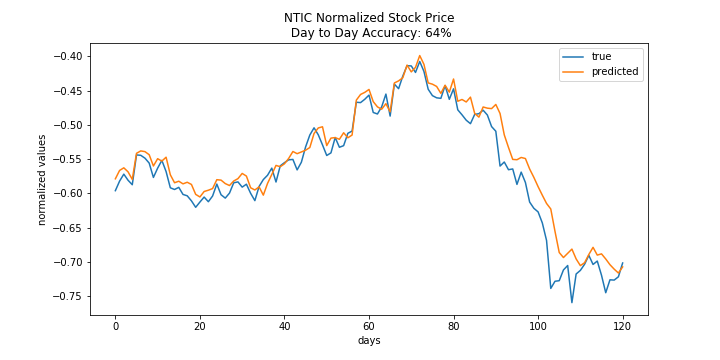 NTIC Normalized Stock Price
Day to Day Accuracy: 64%
normalized values
−0.40
−0.45
−0.50
−0.55
−0.60
−0.65
−0.70
−0.75
true
predicted
0
20
40
60
80
100
120
days